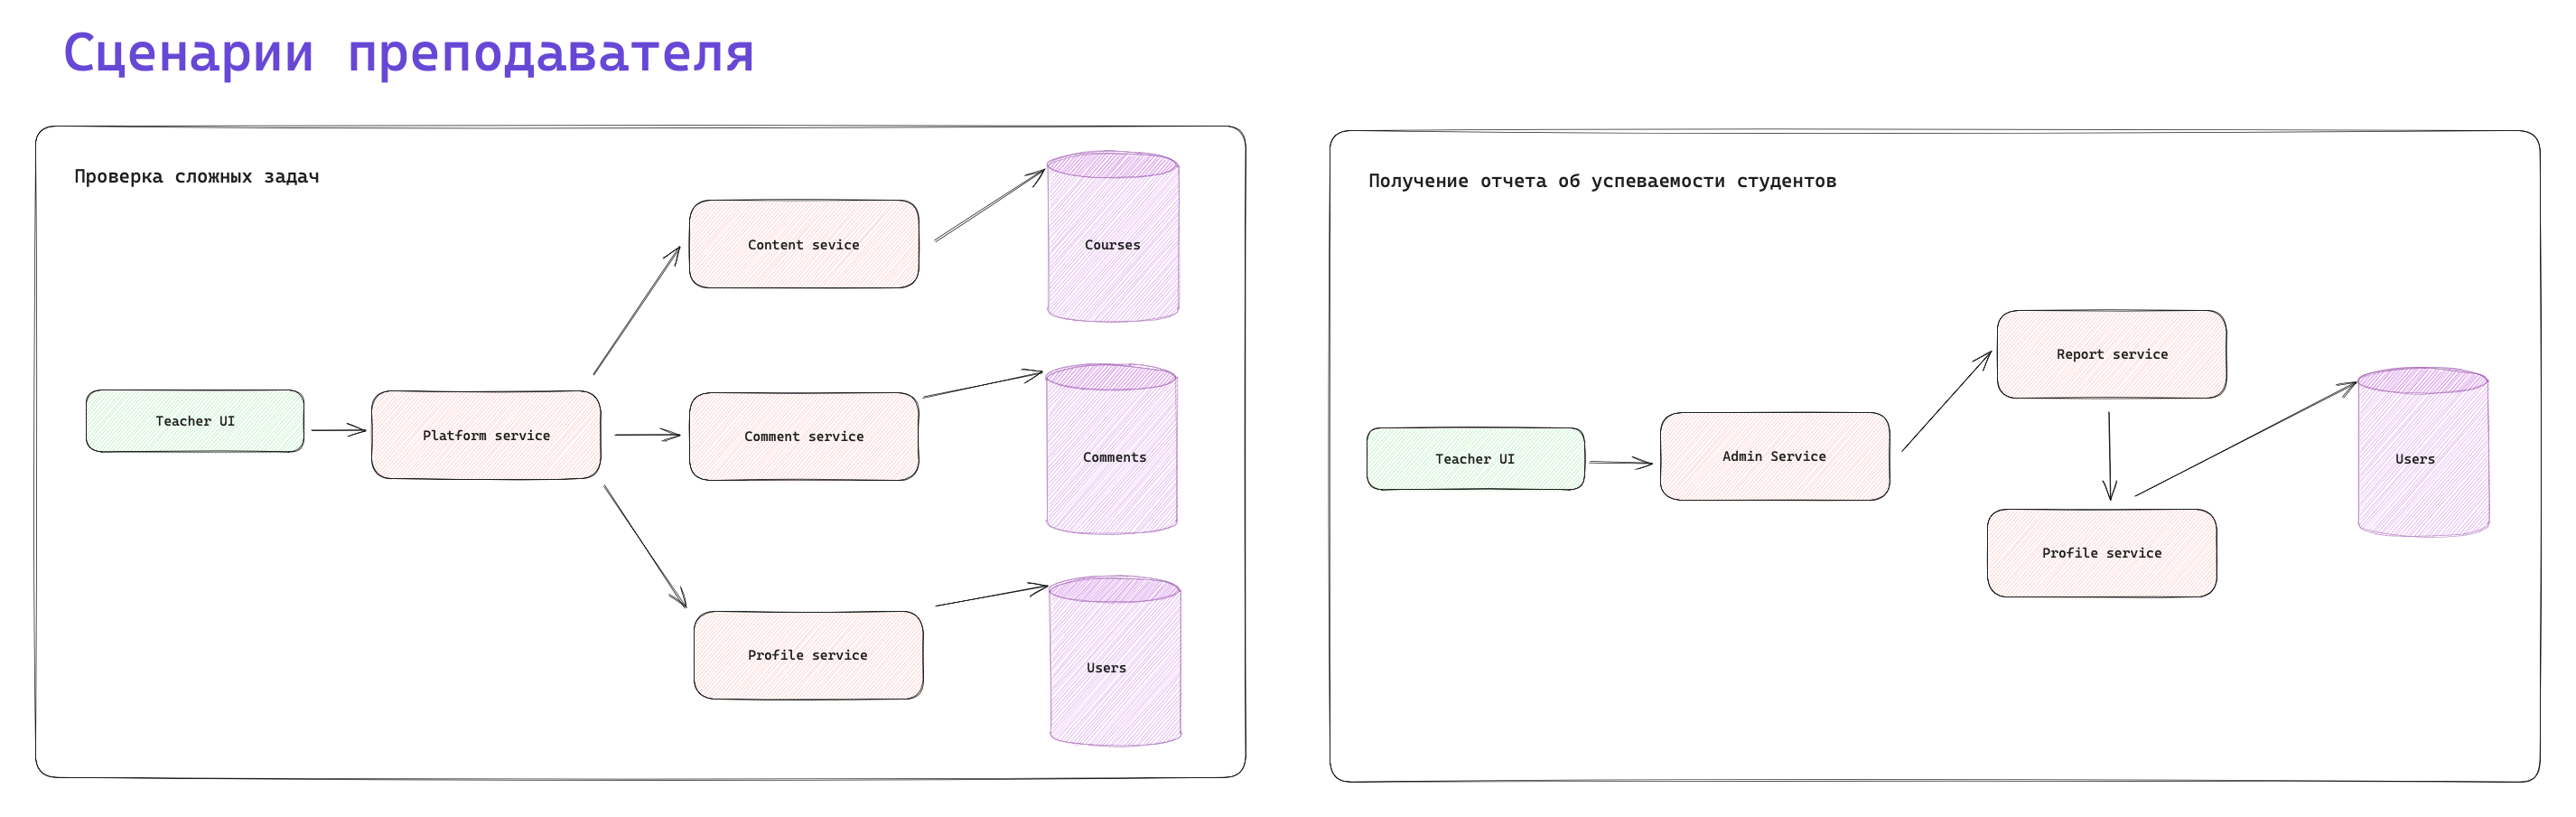 Сценарии преподавателя
Проверка сложных задач
Content sevice
Courses
Teacher UI
Platform service
Comment service
Comments
Profile service
Users
Получение отчета об успеваемости студентов
Report service
Teacher UI
Admin Service
Users
Profile service